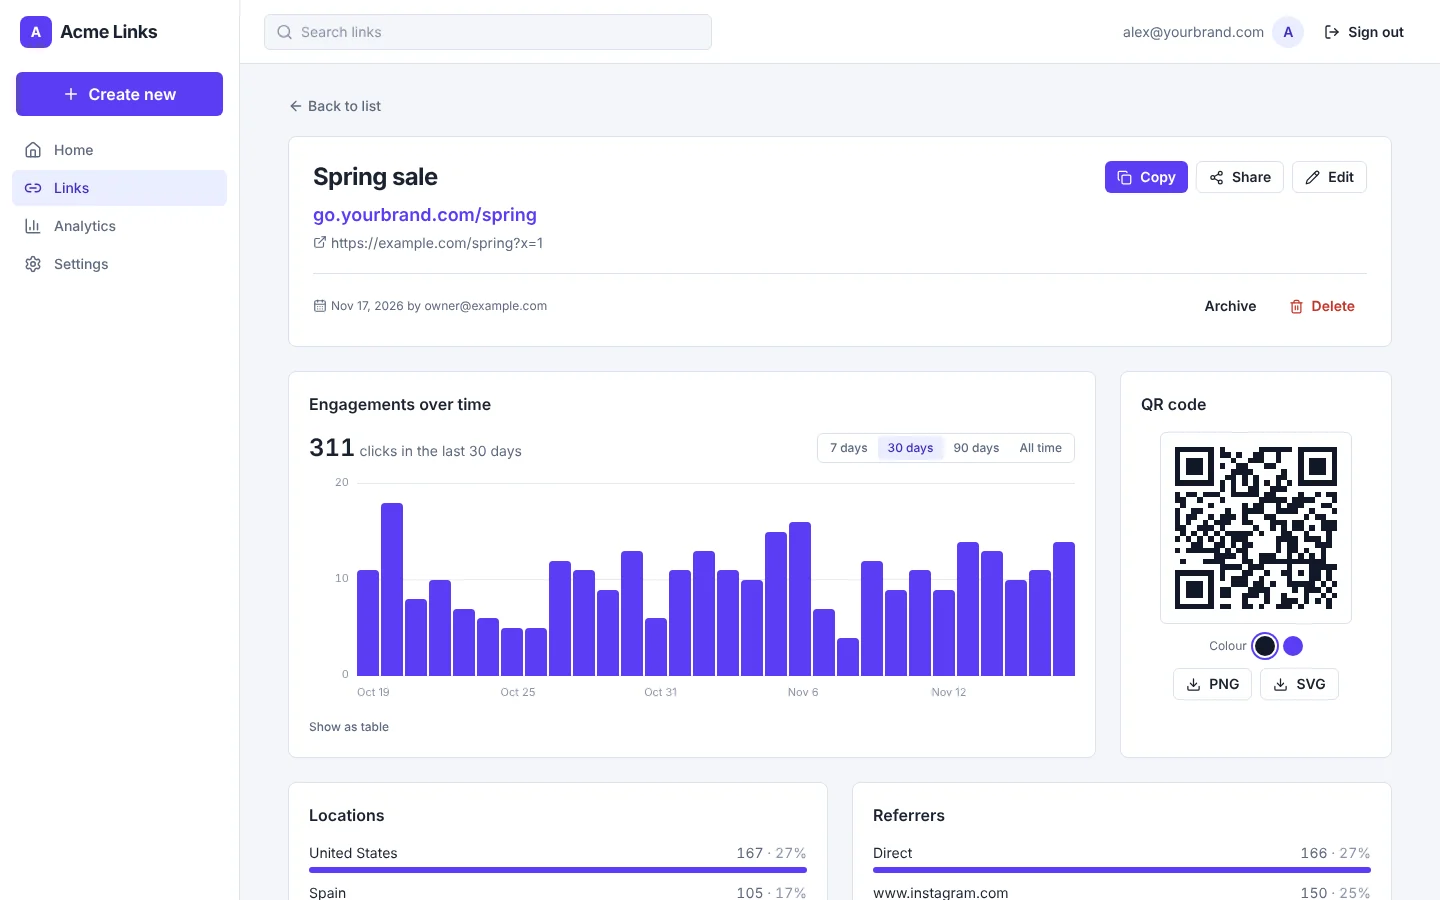 A Acme Links
Search links
alex@yourbrand.com A Sign out
Create new
Home
Links
Analytics
Settings
Back to list
Spring sale
Copy Share Edit
go.yourbrand.com/spring
https://example.com/spring?x=1
Nov 17, 2026 by owner@example.com
Archive Delete
Engagements over time
311 clicks in the last 30 days
7 days 30 days 90 days All time
20
10
0
Oct 19 Oct 25 Oct 31 Nov 6 Nov 12
Show as table
QR code
Colour
PNG SVG
Locations
United States 167 · 27%
Spain 105 · 17%
Referrers
Direct 166 · 27%
www.instagram.com 150 · 25%